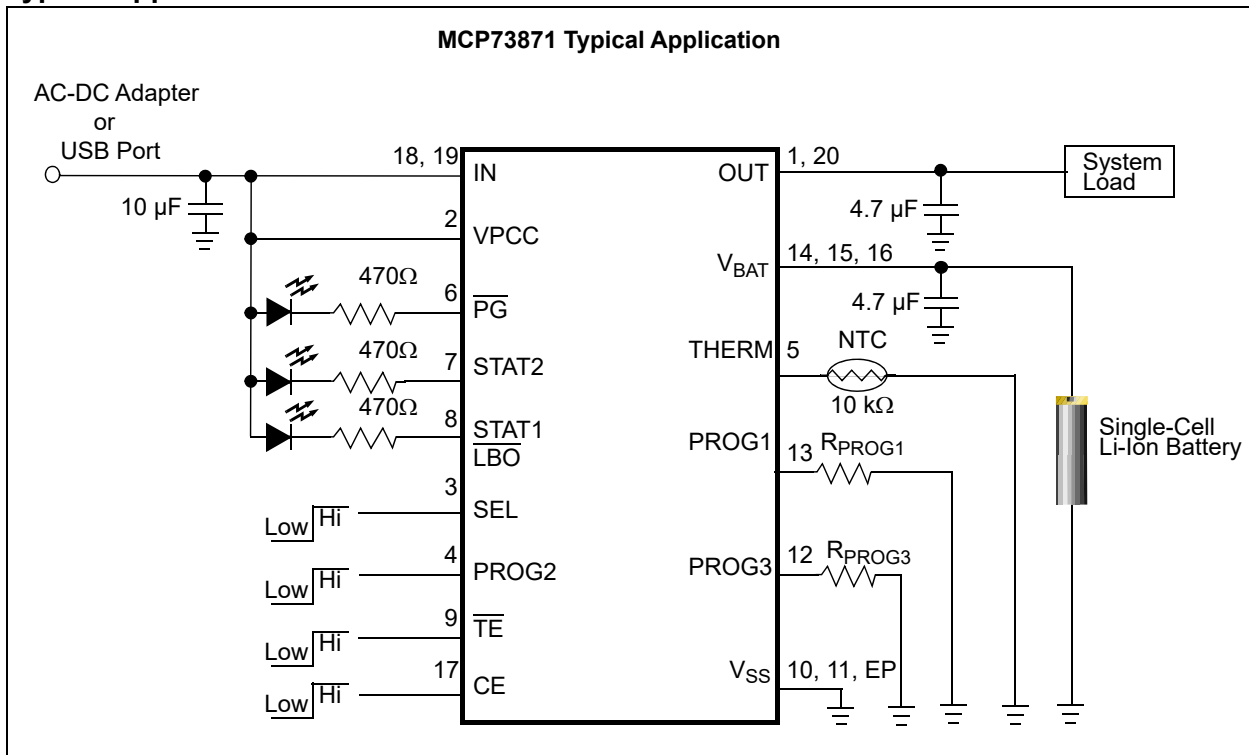 MCP73871 Typical Application
AC-DC Adapter
or
USB Port
10 µF
18, 19
IN
2
VPCC
470Ω
6
PG
470Ω
7
STAT2
470Ω
8
STAT1
LBO
3
SEL
Low Hi
4
PROG2
Low Hi
9
TE
Low Hi
17
CE
Low Hi
OUT
1, 20
System
Load
4.7 µF
VBAT
14, 15, 16
4.7 µF
NTC
THERM
5
10 kΩ
PROG1
13
RPROG1
Single-Cell
Li-Ion Battery
PROG3
12
RPROG3
VSS
10, 11, EP